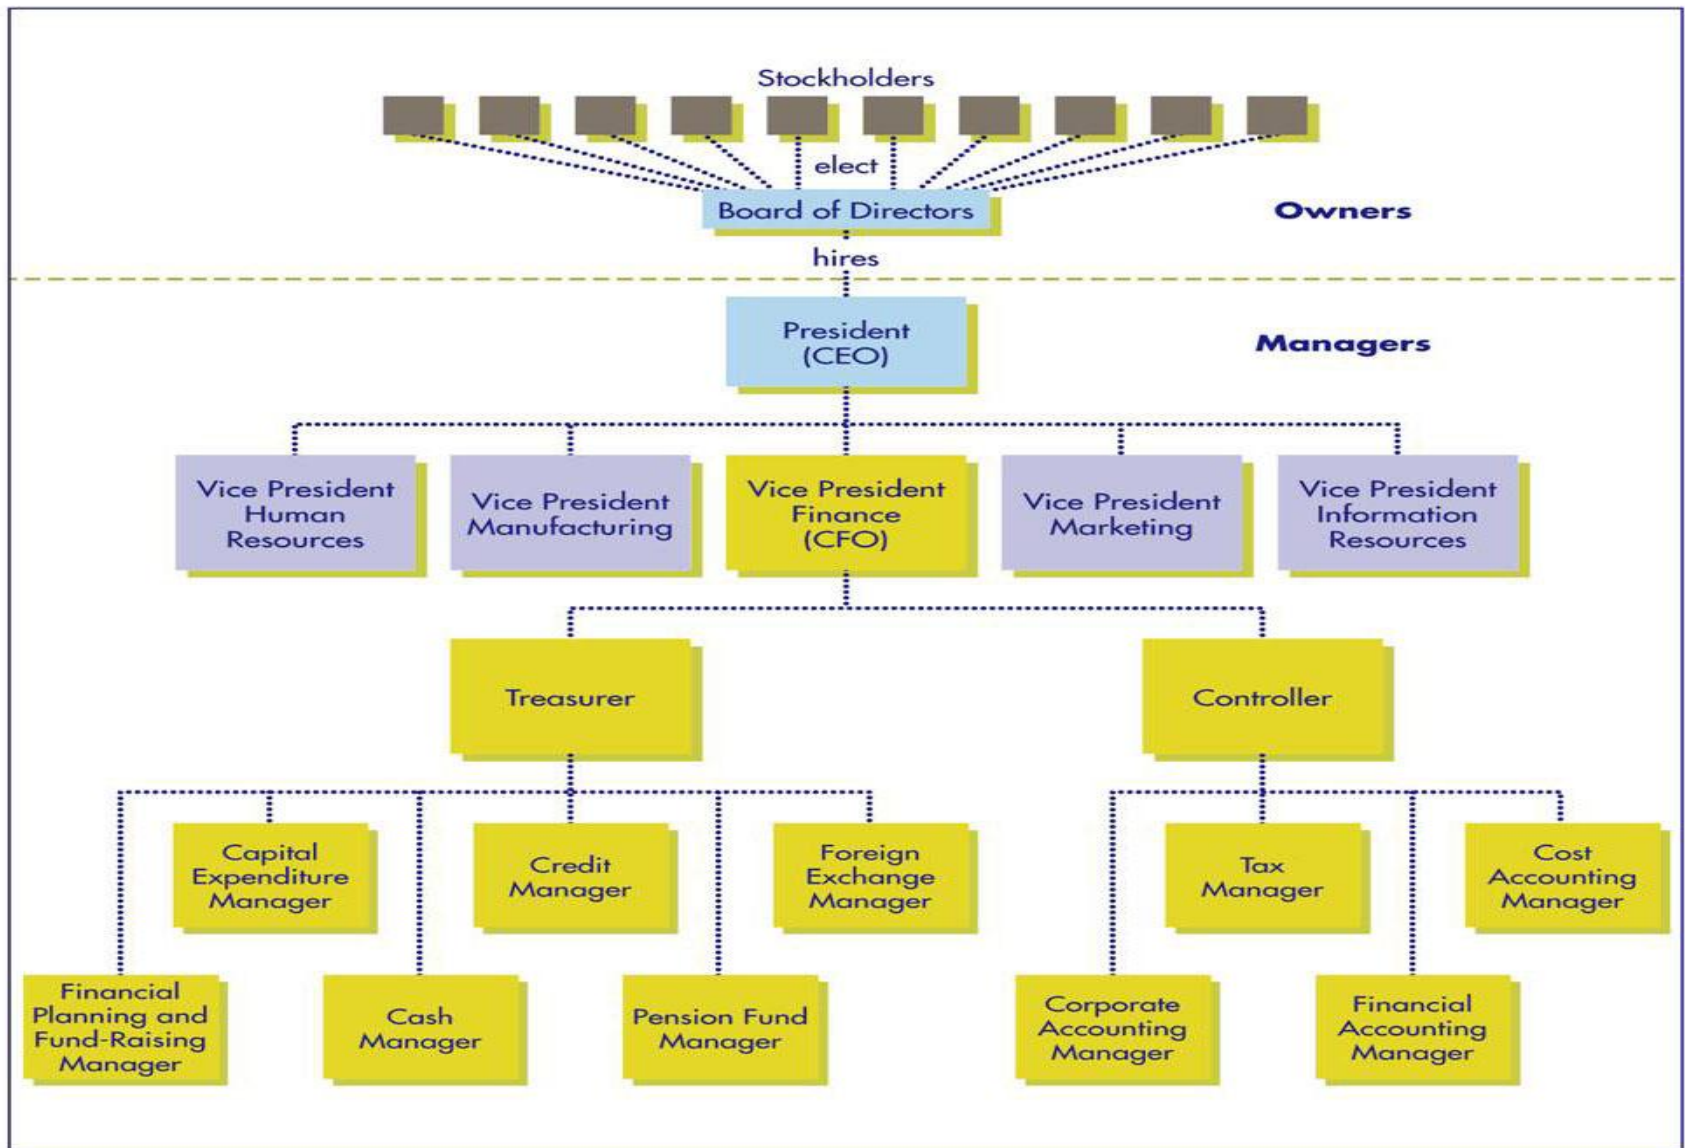 Stockholders
elect
Board of Directors
Owners
hires
President
(CEO)
Managers
Vice President
Human
Resources
Vice President
Manufacturing
Vice President
Finance
(CFO)
Vice President
Marketing
Vice President
Information
Resources
Treasurer
Controller
Capital
Expenditure
Manager
Credit
Manager
Foreign
Exchange
Manager
Tax
Manager
Cost
Accounting
Manager
Financial
Planning and
Fund-Raising
Manager
Cash
Manager
Pension Fund
Manager
Corporate
Accounting
Manager
Financial
Accounting
Manager